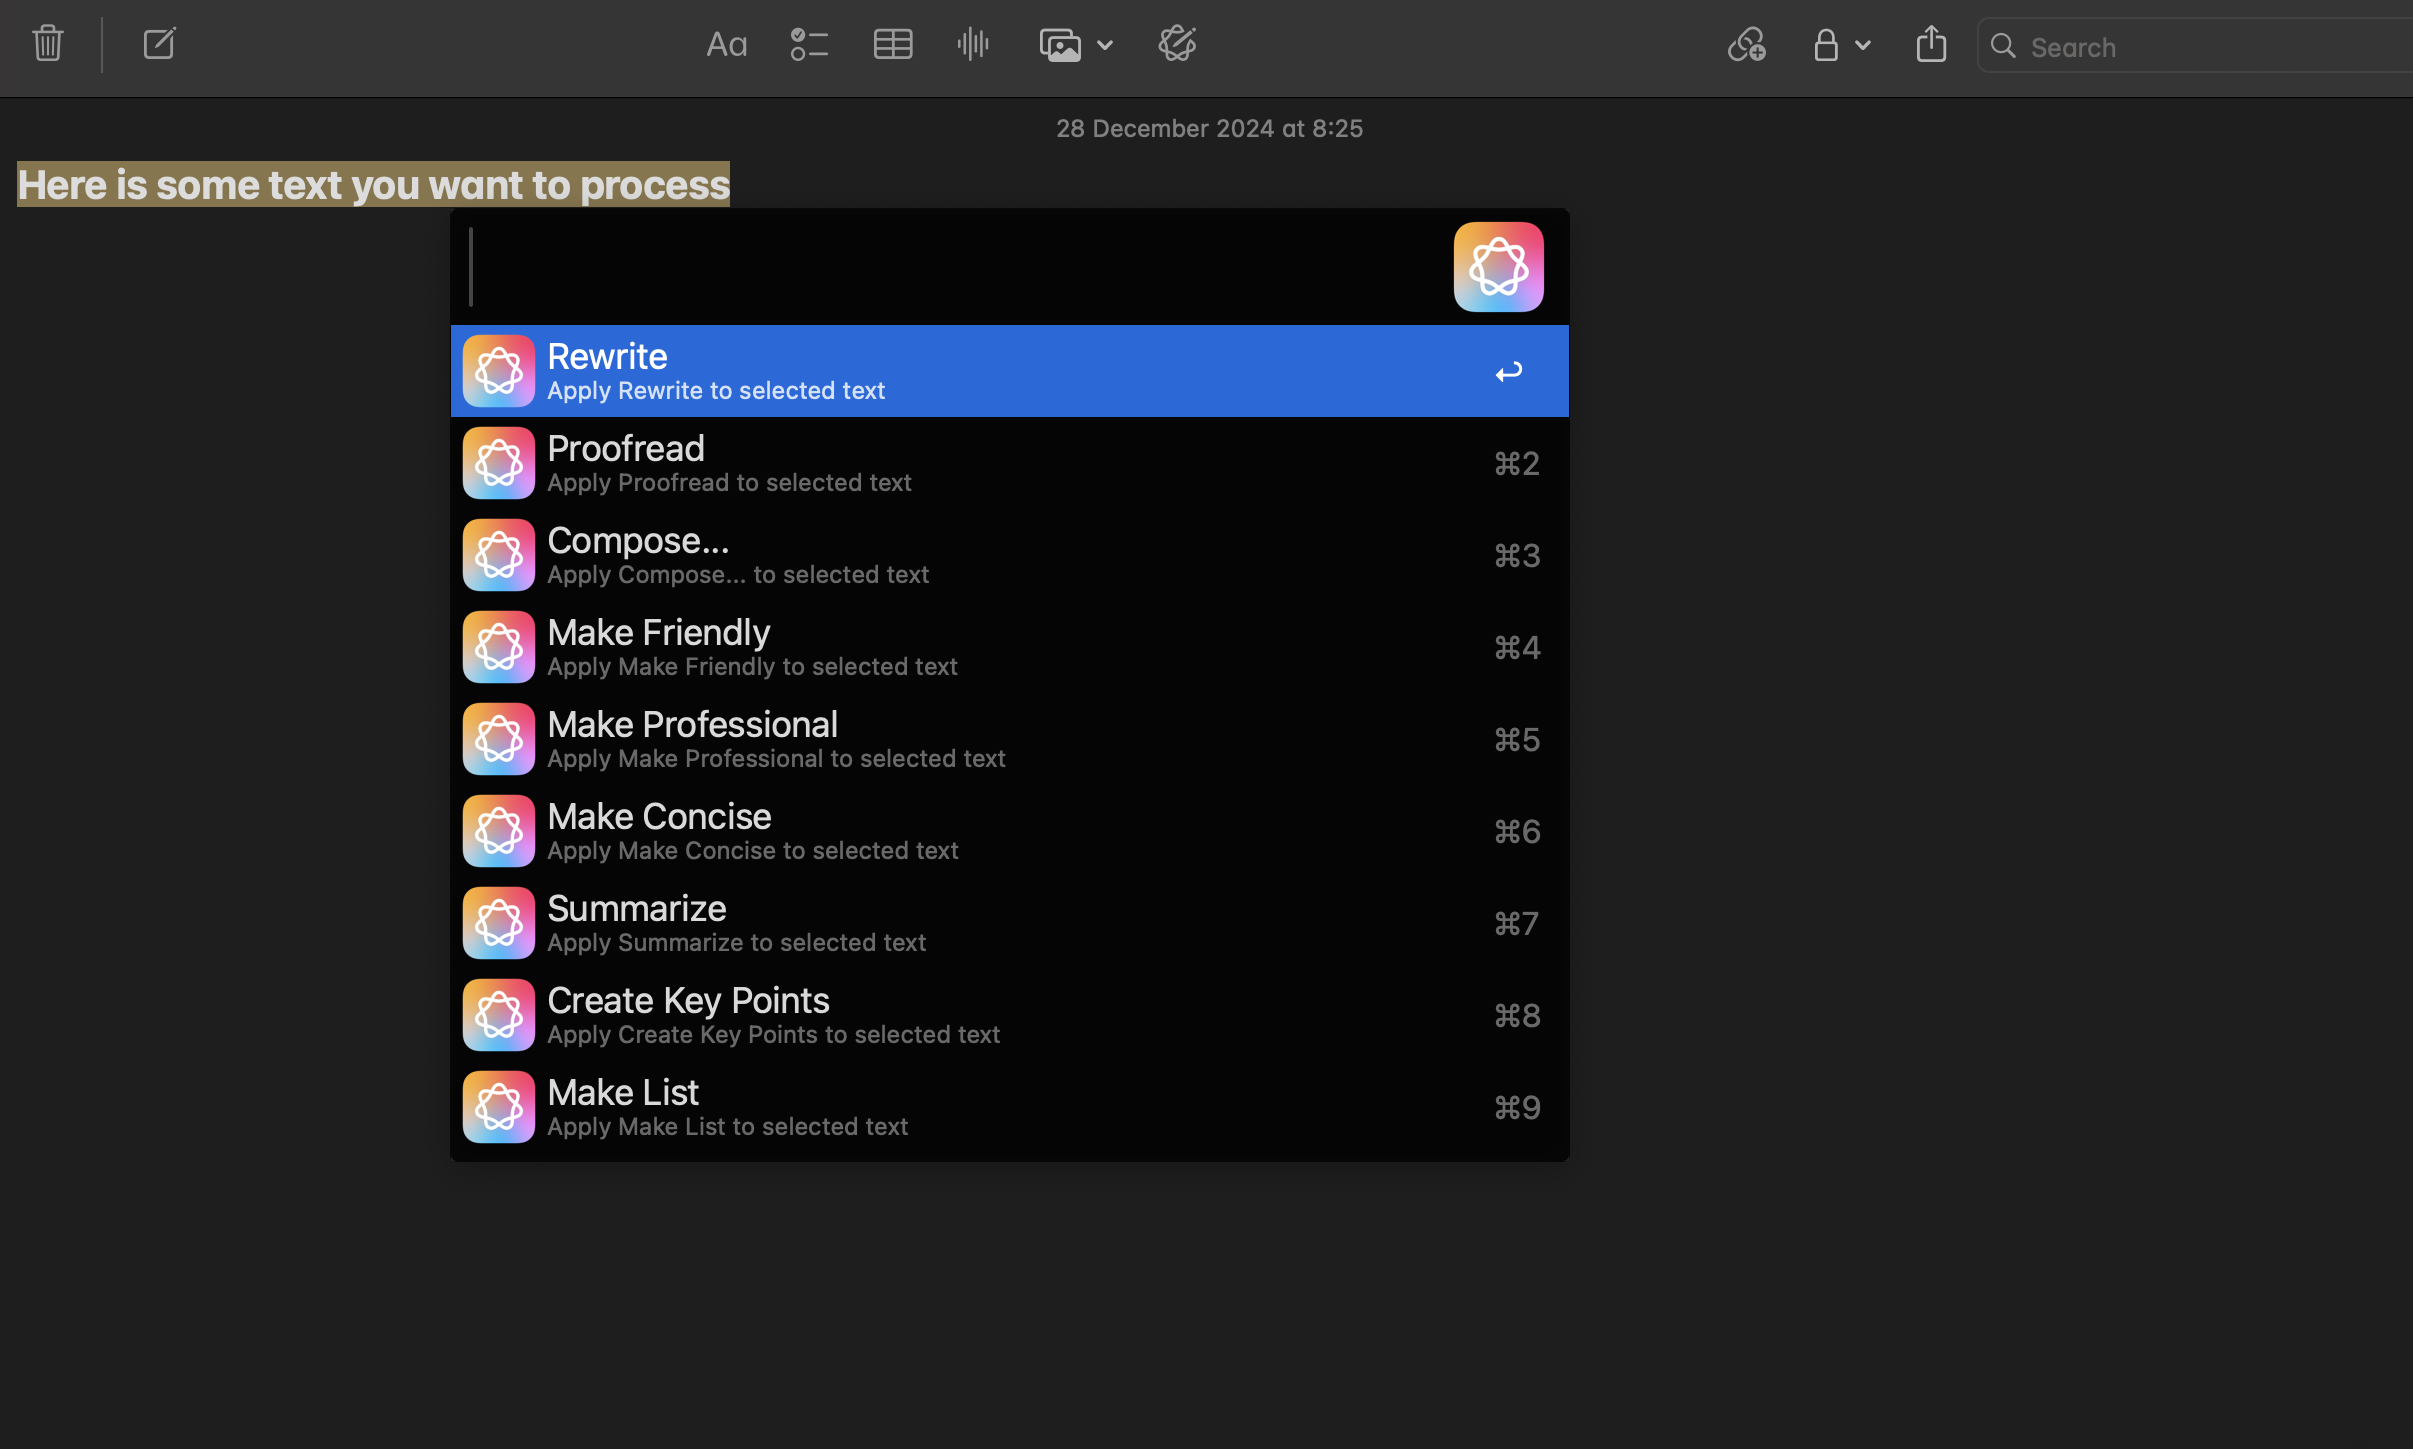 Aa
Search
28 December 2024 at 8:25
Here is some text you want to process
Rewrite
Apply Rewrite to selected text
Proofread
Apply Proofread to selected text
⌘2
Compose...
Apply Compose... to selected text
⌘3
Make Friendly
Apply Make Friendly to selected text
⌘4
Make Professional
Apply Make Professional to selected text
⌘5
Make Concise
Apply Make Concise to selected text
⌘6
Summarize
Apply Summarize to selected text
⌘7
Create Key Points
Apply Create Key Points to selected text
⌘8
Make List
Apply Make List to selected text
⌘9